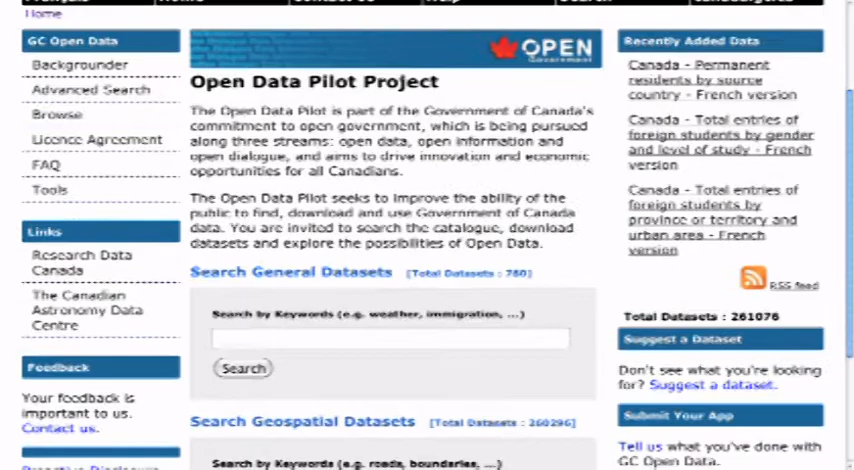 Home
GC Open Data
Backgrounder
Advanced Search
Browse
Licence Agreement
FAQ
Tools
Links
Research Data
Canada
The Canadian
Astronomy Data
Centre
Feedback
Your feedback is
important to us.
Contact us.
OPEN
Government
Open Data Pilot Project
The Open Data Pilot is part of the Government of Canada's
commitment to open government, which is being pursued
along three streams: open data, open information and
open dialogue, and aims to drive innovation and economic
opportunities for all Canadians.
The Open Data Pilot seeks to improve the ability of the
public to find, download and use Government of Canada
data. You are invited to search the catalogue, download
datasets and explore the possibilities of Open Data.
Search General Datasets [Total Datasets : 780]
Search by Keywords (e.g. weather, immigration, ...)
Search
Search Geospatial Datasets [Total Datasets : 260296]
Search by Keywords (e.g. roads, boundaries, ...)
Recently Added Data
Canada - Permanent
residents by source
country - French version
Canada - Total entries of
foreign students by gender
and level of study - French
version
Canada - Total entries of
foreign students by
province or territory and
urban area - French
version
RSS feed
Total Datasets : 261076
Suggest a Dataset
Don't see what you're looking
for? Suggest a dataset.
Submit Your App
Tell us what you've done with
GC Open Data.